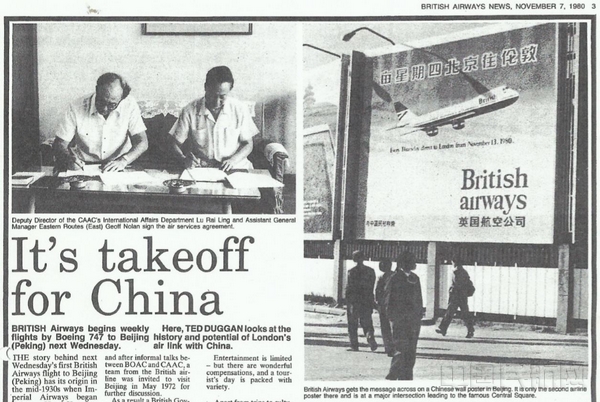 BRITISH AIRWAYS NEWS, NOVEMBER 7, 1980 3
星期四北京
伦敦
British
British
airways
英国航空公司
Deputy Director of the CAAC's International Affairs Department Lu Rai Ling and Assistant General
Manager Eastern Routes (East) Geoff Nolan sign the air services agreement.
It's takeoff
for China
BRITISH Airways begins weekly
flights by Boeing 747 to Beijing
(Peking) next Wednesday.
Here, TED DUGGAN looks at the
history and potential of London's
air link with China.
THE story behind next
Wednesday's first British
Airways flight to Beijing
(Peking) has its origin in
the mid-1930s when Im-
perial Airways began
and after informal talks be-
tween BOAC and CAAC, a
team from the British air-
line was invited to visit
Beijing in May 1972 for
further discussion.
As a result a British Gov-
Entertainment is limited
– but there are wonderful
compensations, and a tour-
ist's day is packed with
variety.
British Airways gets the message across on a Chinese wall poster in Beijing. It is only the second airline
poster there and is at a major intersection leading to the famous Central Square.